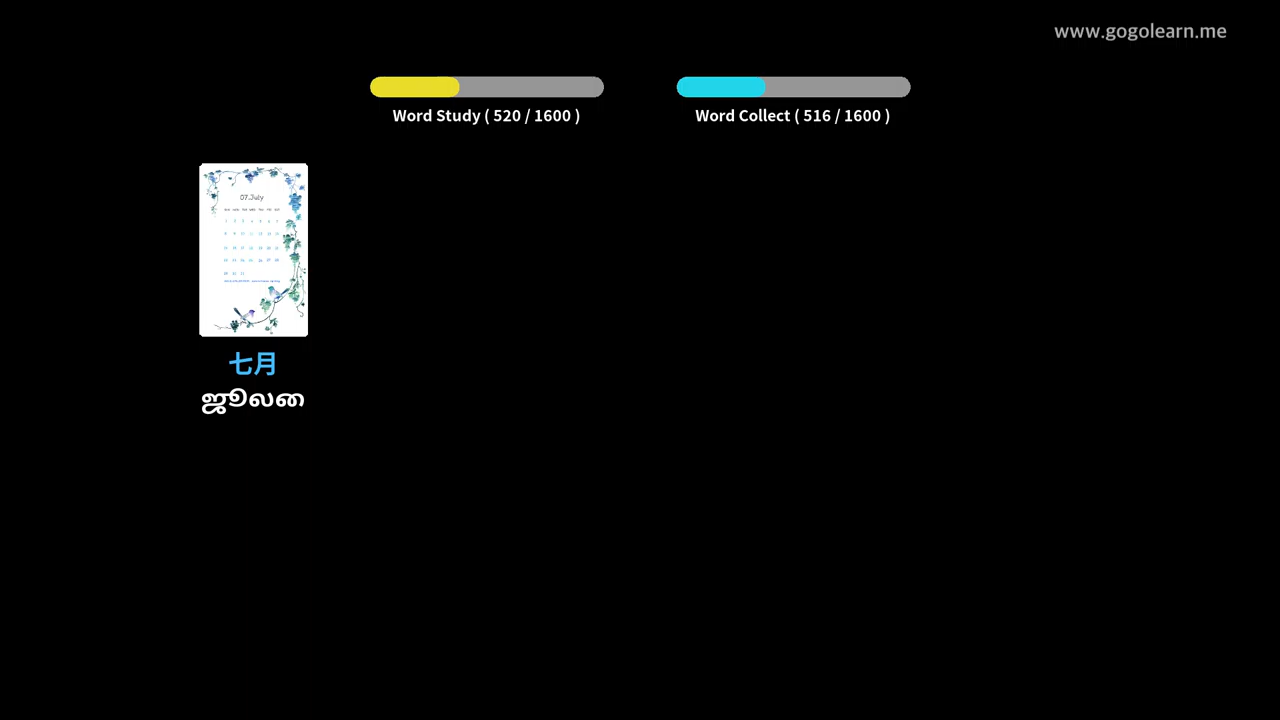 www.gogolearn.me
Word Study ( 520 / 1600 )
Word Collect ( 516 / 1600 )
07.July
七月
ஜூலை